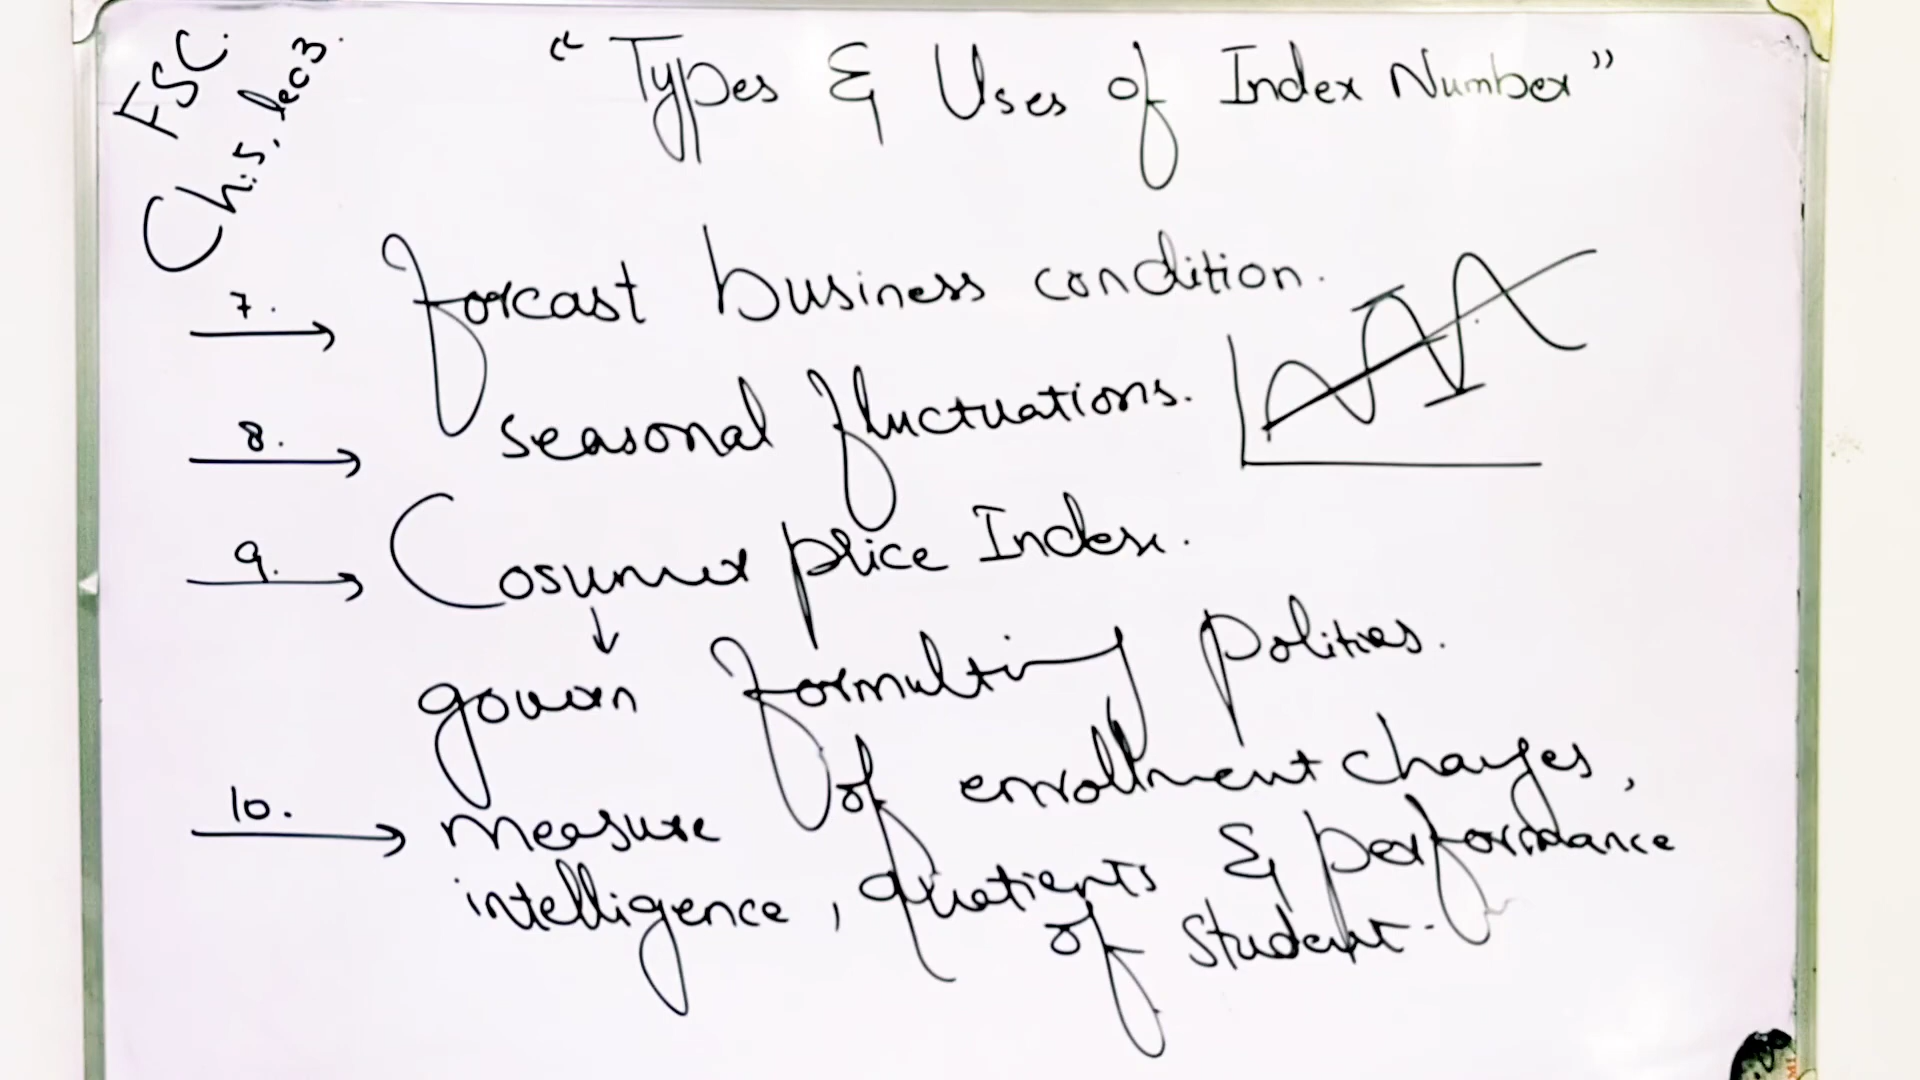 FSC.
Ch:5, lec3.
"Types & Uses of Index Number"
7. forcast business condition.
8. seasonal fluctuations.
9. Cosumer price Index.
govern formulting polities.
10. measure of enrollment changes,
intelligence, quotients & performance
of student.